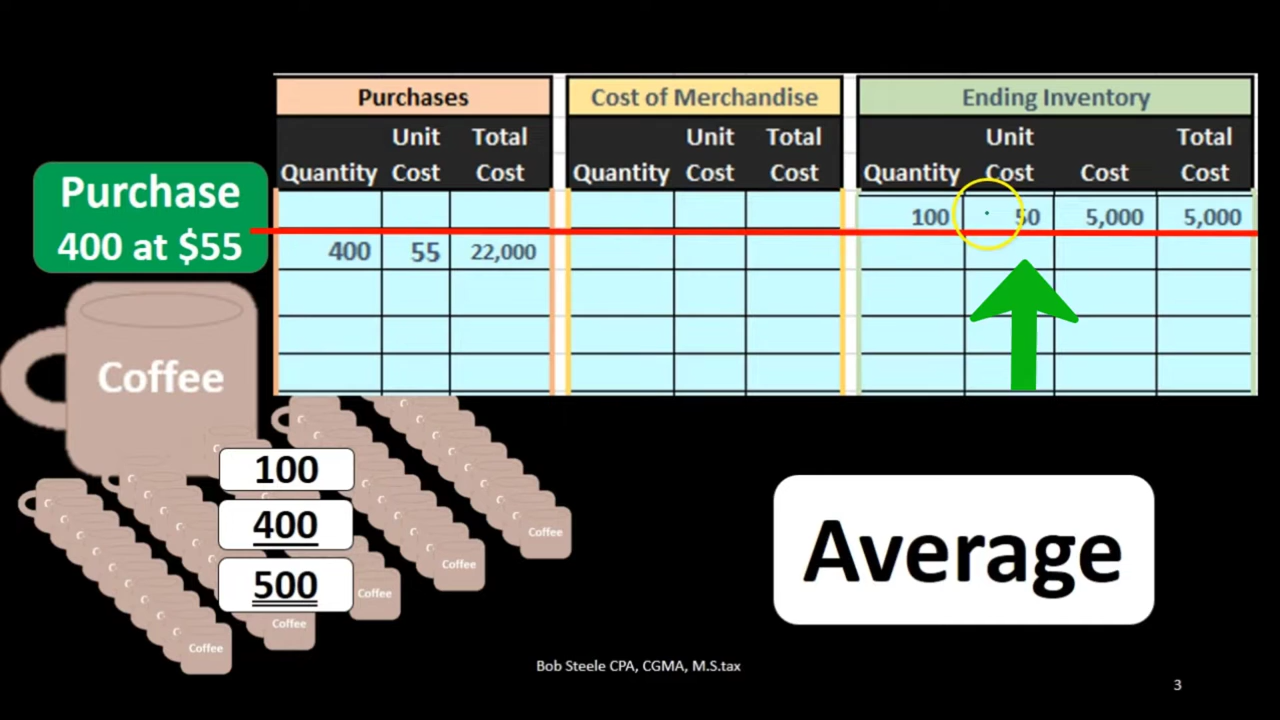 Purchases Cost of Merchandise Ending Inventory
Unit Total Unit Total Unit Total
Quantity Cost Cost Quantity Cost Cost Quantity Cost Cost Cost
100 50 5,000 5,000
400 55 22,000
Purchase
400 at $55
Coffee
100
400
500
Coffee
Coffee
Coffee
Coffee
Coffee
Average
Bob Steele CPA, CGMA, M.S.tax
3